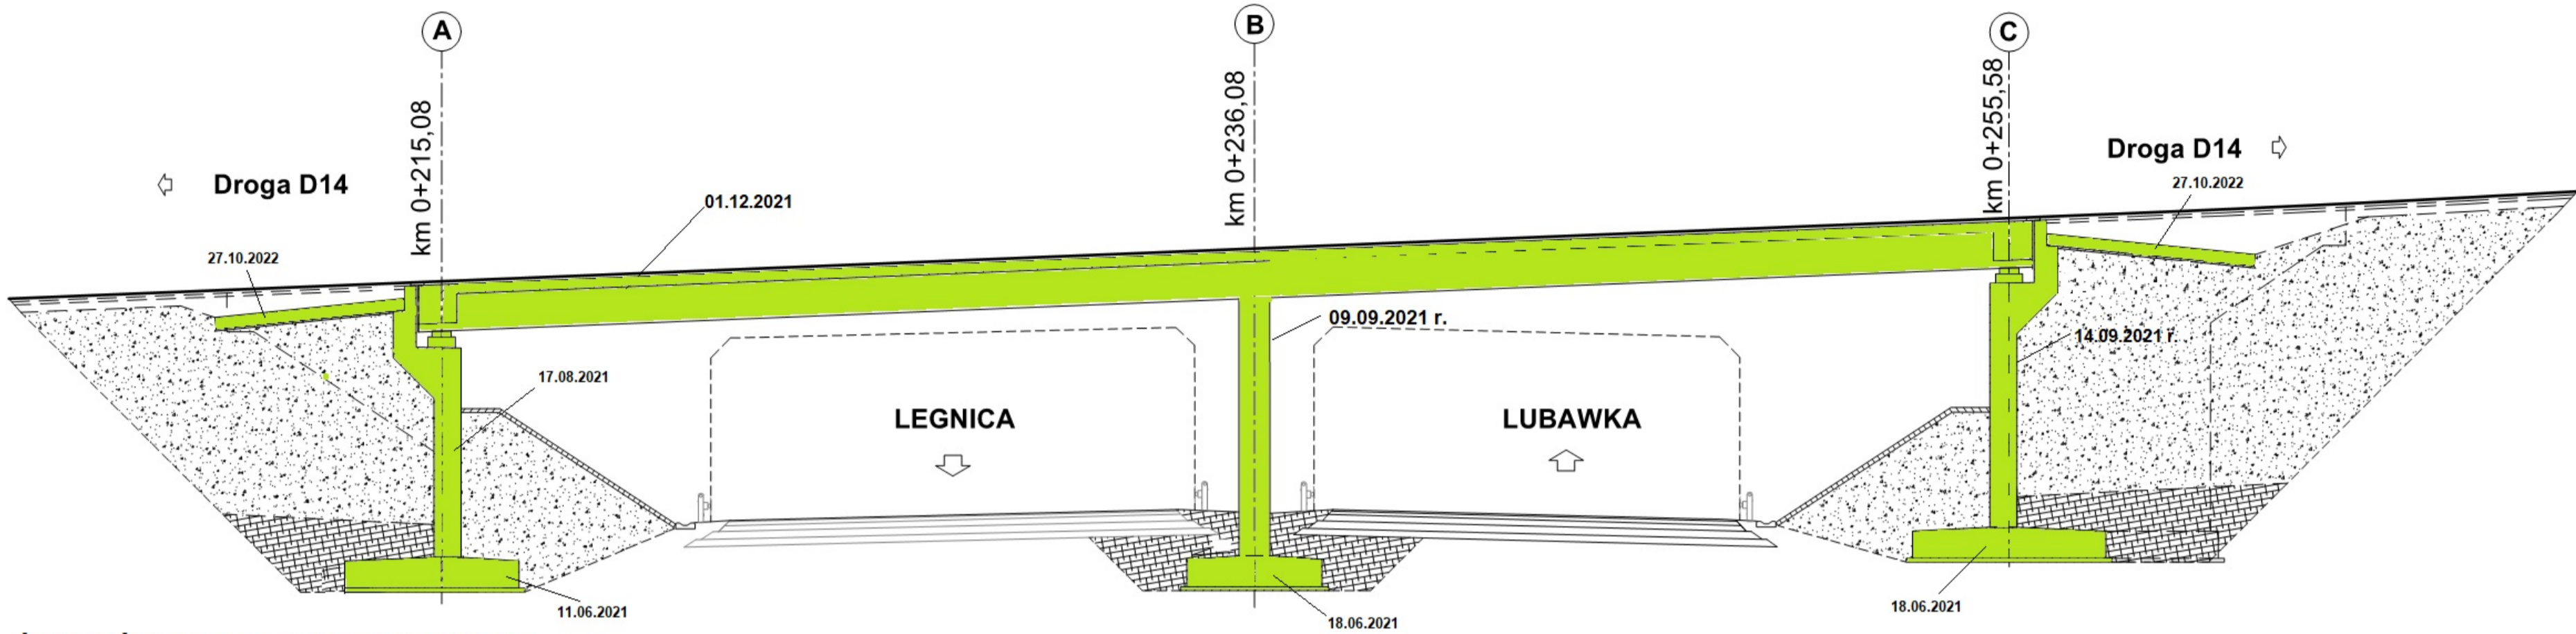 A
B
C
km 0+215,08
km 0+236,08
km 0+255,58
Droga D14
Droga D14
27.10.2022
01.12.2021
27.10.2022
09.09.2021 r.
14.09.2021 r.
17.08.2021
LEGNICA
LUBAWKA
11.06.2021
18.06.2021
18.06.2021